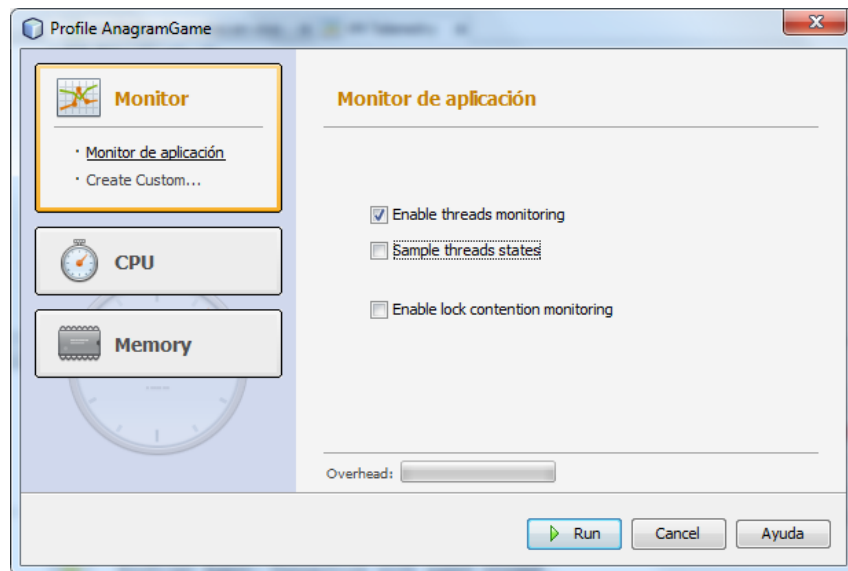 Profile AnagramGame
Monitor
· Monitor de aplicación
· Create Custom...
CPU
Memory
Monitor de aplicación
Enable threads monitoring
Sample threads states
Enable lock contention monitoring
Overhead:
Run
Cancel
Ayuda